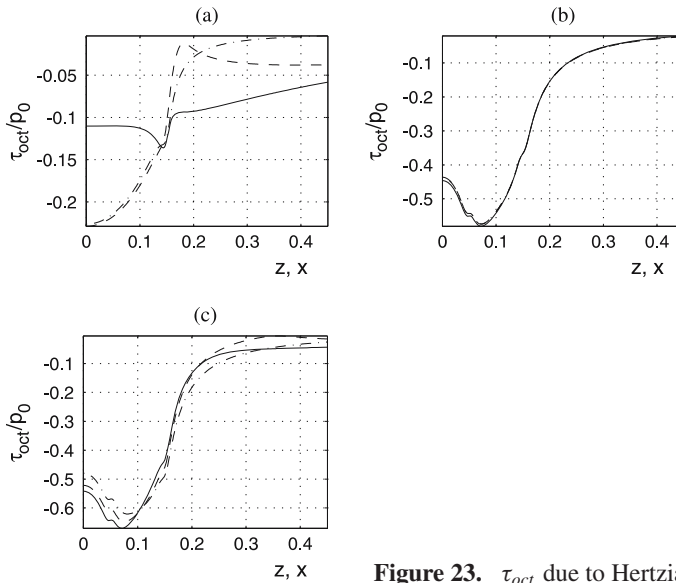 (a)
-0.05
-0.1
-0.15
-0.2
τoct/p0
0 0.1 0.2 0.3 0.4
z, x
(b)
-0.1
-0.2
-0.3
-0.4
-0.5
τoct/p0
0 0.1 0.2 0.3 0.4
z, x
(c)
-0.1
-0.2
-0.3
-0.4
-0.5
-0.6
τoct/p0
0 0.1 0.2 0.3 0.4
z, x
Figure 23. τoct due to Hertzia